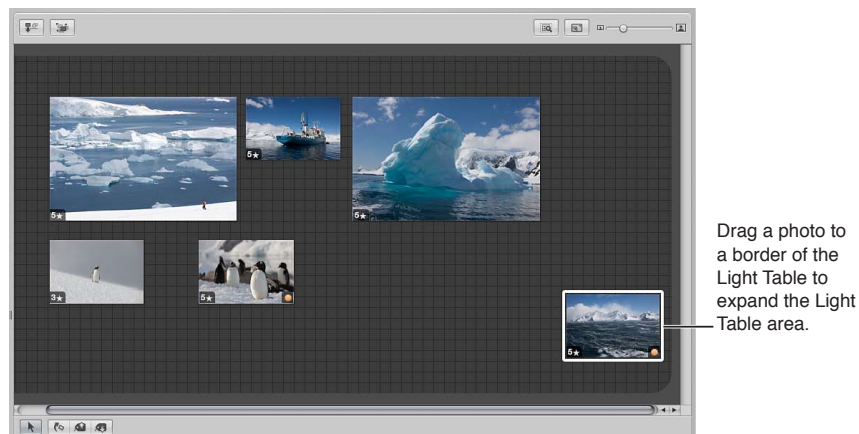 5★
5★
5★
3★
5★
5★
Drag a photo to
a border of the
Light Table to
expand the Light
Table area.